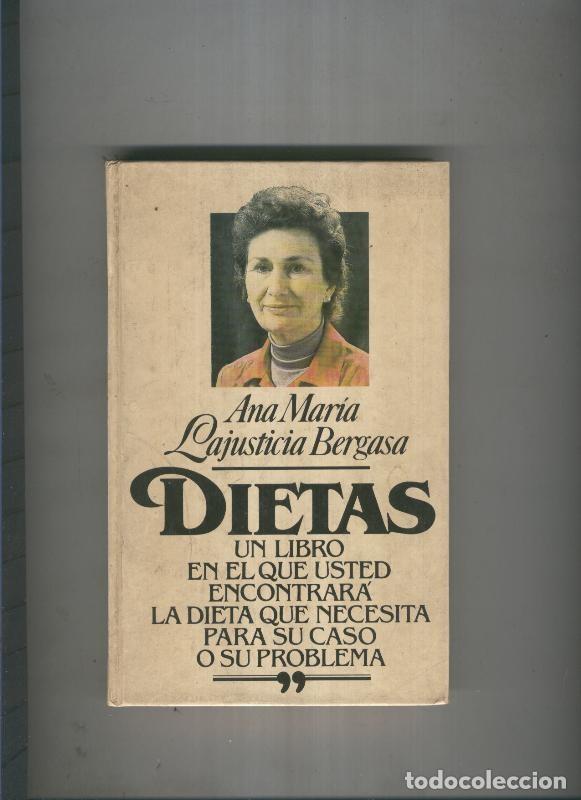 Ana María
Lajusticia Bergasa
DIETAS
UN LIBRO
EN EL QUE USTED
ENCONTRARÁ
LA DIETA QUE NECESITA
PARA SU CASO
O SU PROBLEMA
”
todocoleccion